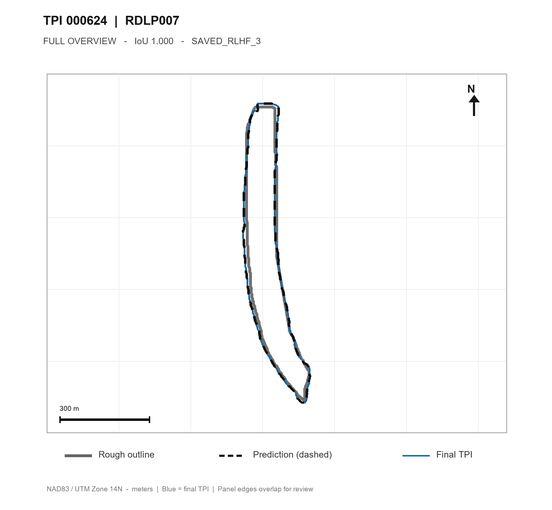 TPI 000624 | RDLP007
FULL OVERVIEW - IoU 1.000 - SAVED_RLHF_3
N
300 m
Rough outline
Prediction (dashed)
Final TPI
NAD83 / UTM Zone 14N - meters | Blue = final TPI | Panel edges overlap for review